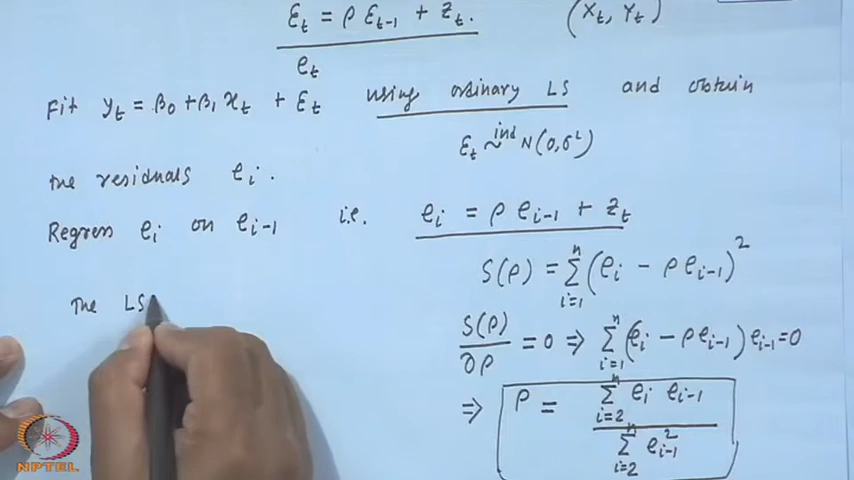 ε_t = ρ ε_{t-1} + z_t. (x_t, y_t)
e_t
Fit y_t = β_0 + β_1 x_t + ε_t using ordinary LS and obtain
ε_t ~^{ind} N(0, σ^2)
the residuals e_i.
Regress e_i on e_{i-1} i.e. e_i = ρ e_{i-1} + z_t
S(ρ) = Σ_{i=1}^{n} (e_i - ρ e_{i-1})^2
The LS
S(ρ)/∂ρ = 0 ⇒ Σ_{i=1}^{n} (e_i - ρ e_{i-1}) e_{i-1} = 0
⇒ ρ = Σ_{i=2}^{n} e_i e_{i-1} / Σ_{i=2}^{n} e_{i-1}^2
NPTEL